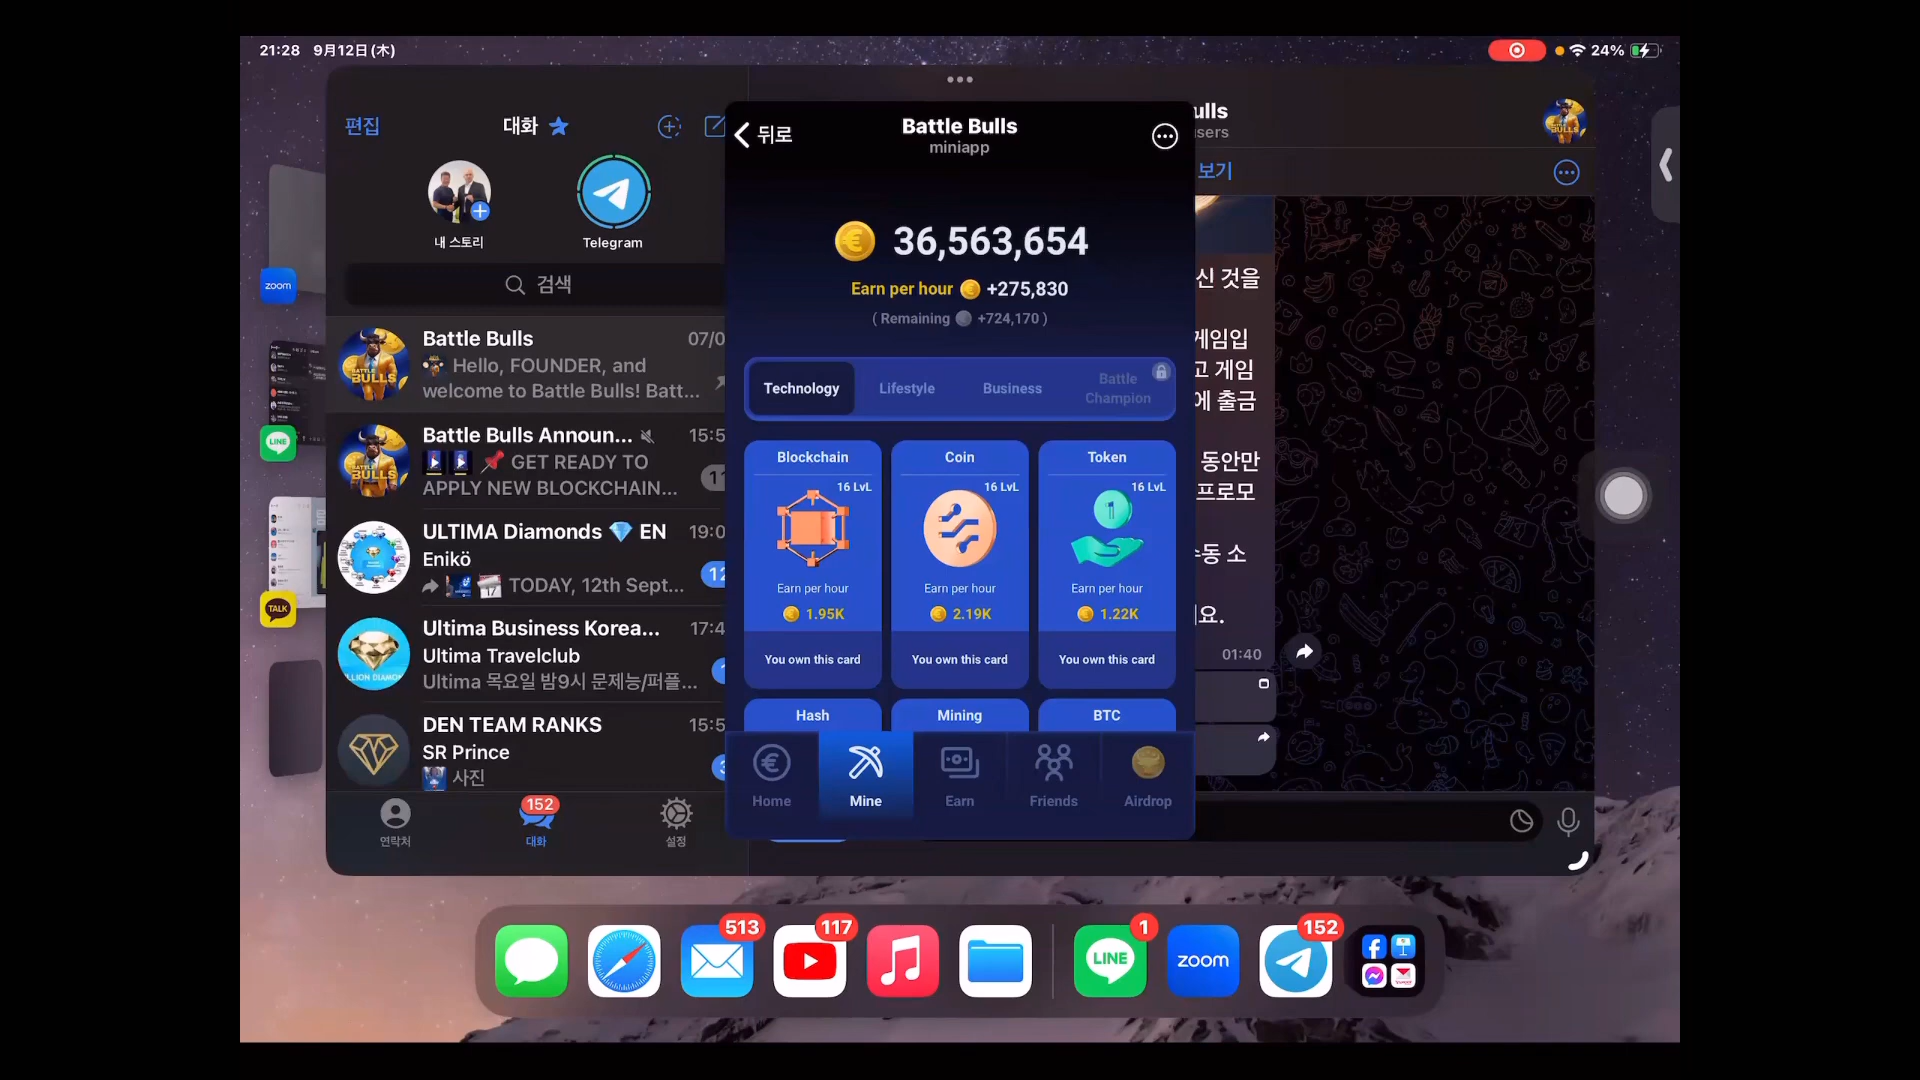 21:28 9月12日(木)
24%
편집
대화
내 스토리
Telegram
검색
zoom
LINE
TALK
Battle Bulls
07/0
Hello, FOUNDER, and
welcome to Battle Bulls! Batt...
Battle Bulls Announ...
15:5
GET READY TO
APPLY NEW BLOCKCHAIN...
11
ULTIMA Diamonds 💎 EN
19:0
Enikö
TODAY, 12th Sept...
12
Ultima Business Korea...
17:4
Ultima Travelclub
Ultima 목요일 밤9시 문제능/퍼플...
DEN TEAM RANKS
15:5
SR Prince
사진
연락처
152
대화
설정
뒤로
Battle Bulls
miniapp
36,563,654
Earn per hour +275,830
( Remaining +724,170 )
Technology
Lifestyle
Business
Battle
Champion
Blockchain
16 LvL
Earn per hour
1.95K
You own this card
Coin
16 LvL
Earn per hour
2.19K
You own this card
Token
16 LvL
Earn per hour
1.22K
You own this card
Hash
Mining
BTC
Home
Mine
Earn
Friends
Airdrop
ulls
sers
보기
신 것을
게임입
고 게임
에 출금
동안만
프로모
수동 소
요.
01:40
513
117
1
LINE
zoom
152